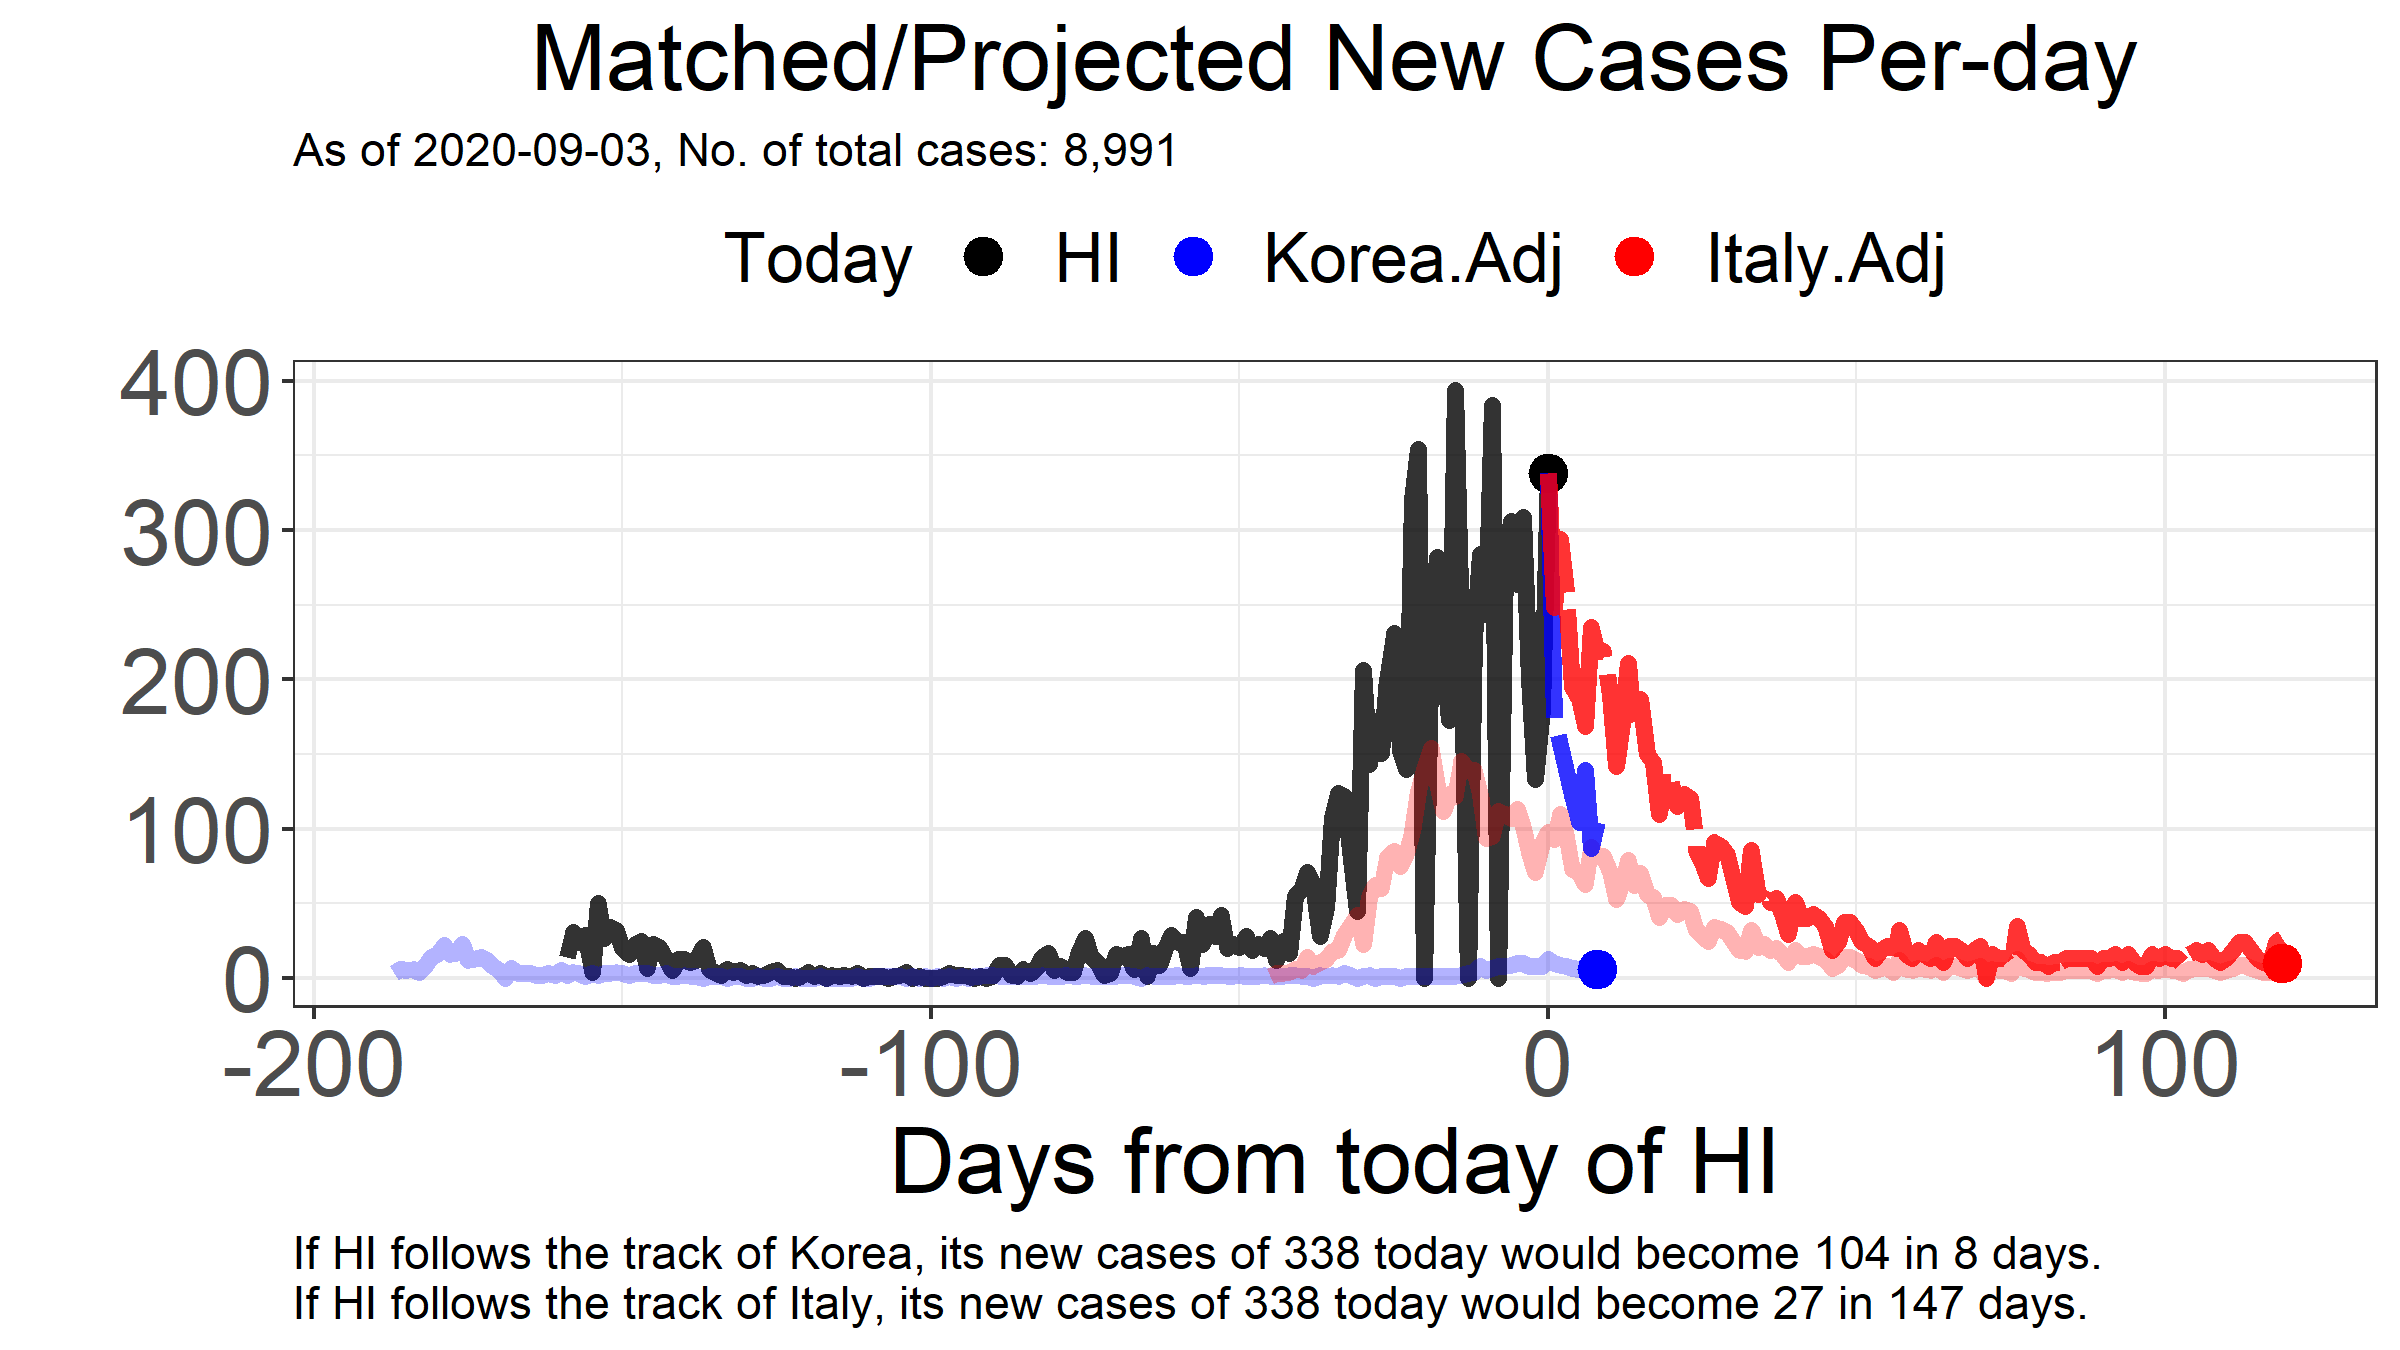 Matched/Projected New Cases Per-day
As of 2020-09-03, No. of total cases: 8,991
Today HI Korea.Adj Italy.Adj
400
300
200
100
0
-200 -100 0 100
Days from today of HI
If HI follows the track of Korea, its new cases of 338 today would become 104 in 8 days.
If HI follows the track of Italy, its new cases of 338 today would become 27 in 147 days.